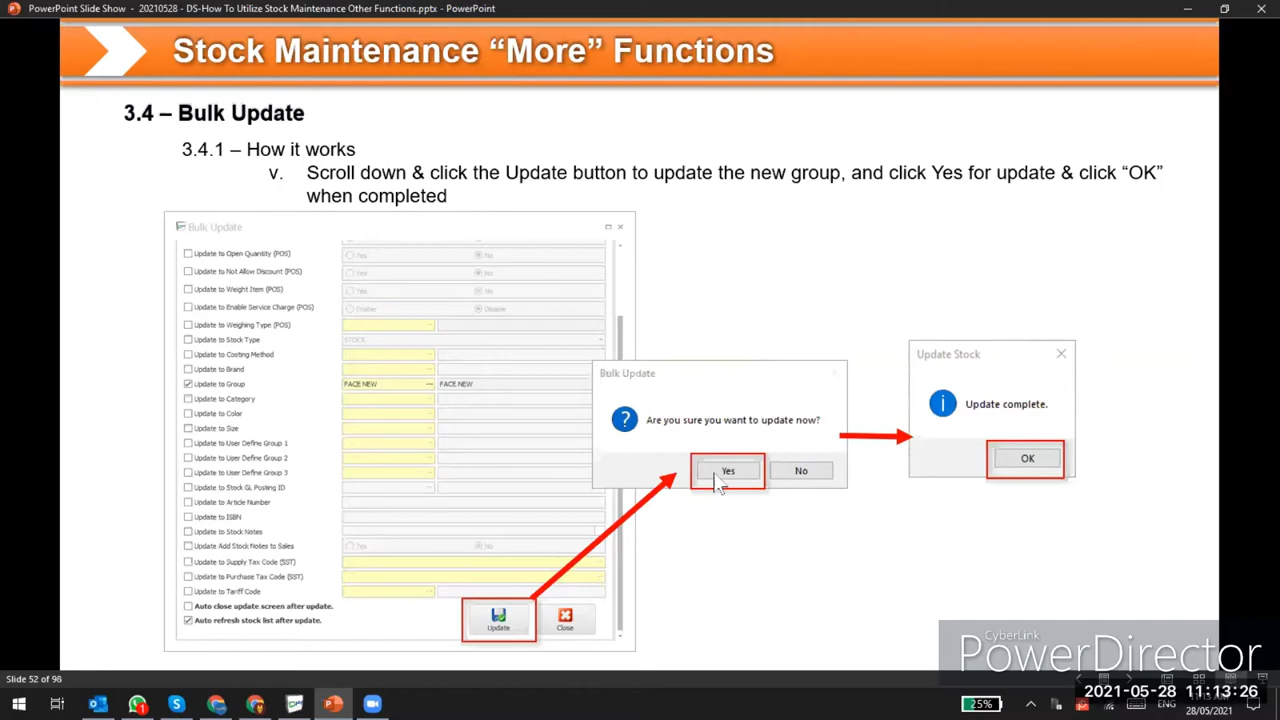 PowerPoint Slide Show - 20210528 - DS-How To Utilize Stock Maintenance Other Functions.pptx - PowerPoint
Stock Maintenance “More” Functions
3.4 – Bulk Update
3.4.1 – How it works
v. Scroll down & click the Update button to update the new group, and click Yes for update & click “OK”
when completed
Bulk Update
Update to Open Quantity (POS) Yes No
Update to Not Allow Discount (POS) Yes No
Update to Weight Item (POS) Yes No
Update to Enable Service Charge (POS) Enable Disable
Update to Weighing Type (POS)
Update to Stock Type STOCK
Update to Costing Method
Update to Brand
Update to Group FACE NEW FACE NEW
Update to Category
Update to Color
Update to Size
Update to User Define Group 1
Update to User Define Group 2
Update to User Define Group 3
Update to Stock GL Posting ID
Update to Article Number
Update to ISBN
Update to Stock Notes
Update Add Stock Notes to Sales Yes No
Update to Supply Tax Code (SST)
Update to Purchase Tax Code (SST)
Update to Tariff Code
Auto close update screen after update.
Auto refresh stock list after update.
Update
Close
Bulk Update
Are you sure you want to update now?
Yes No
Update Stock
Update complete.
OK
CyberLink
PowerDirector
Slide 52 of 98
2021-05-28 11:13:26
25%
ENG
28/05/2021